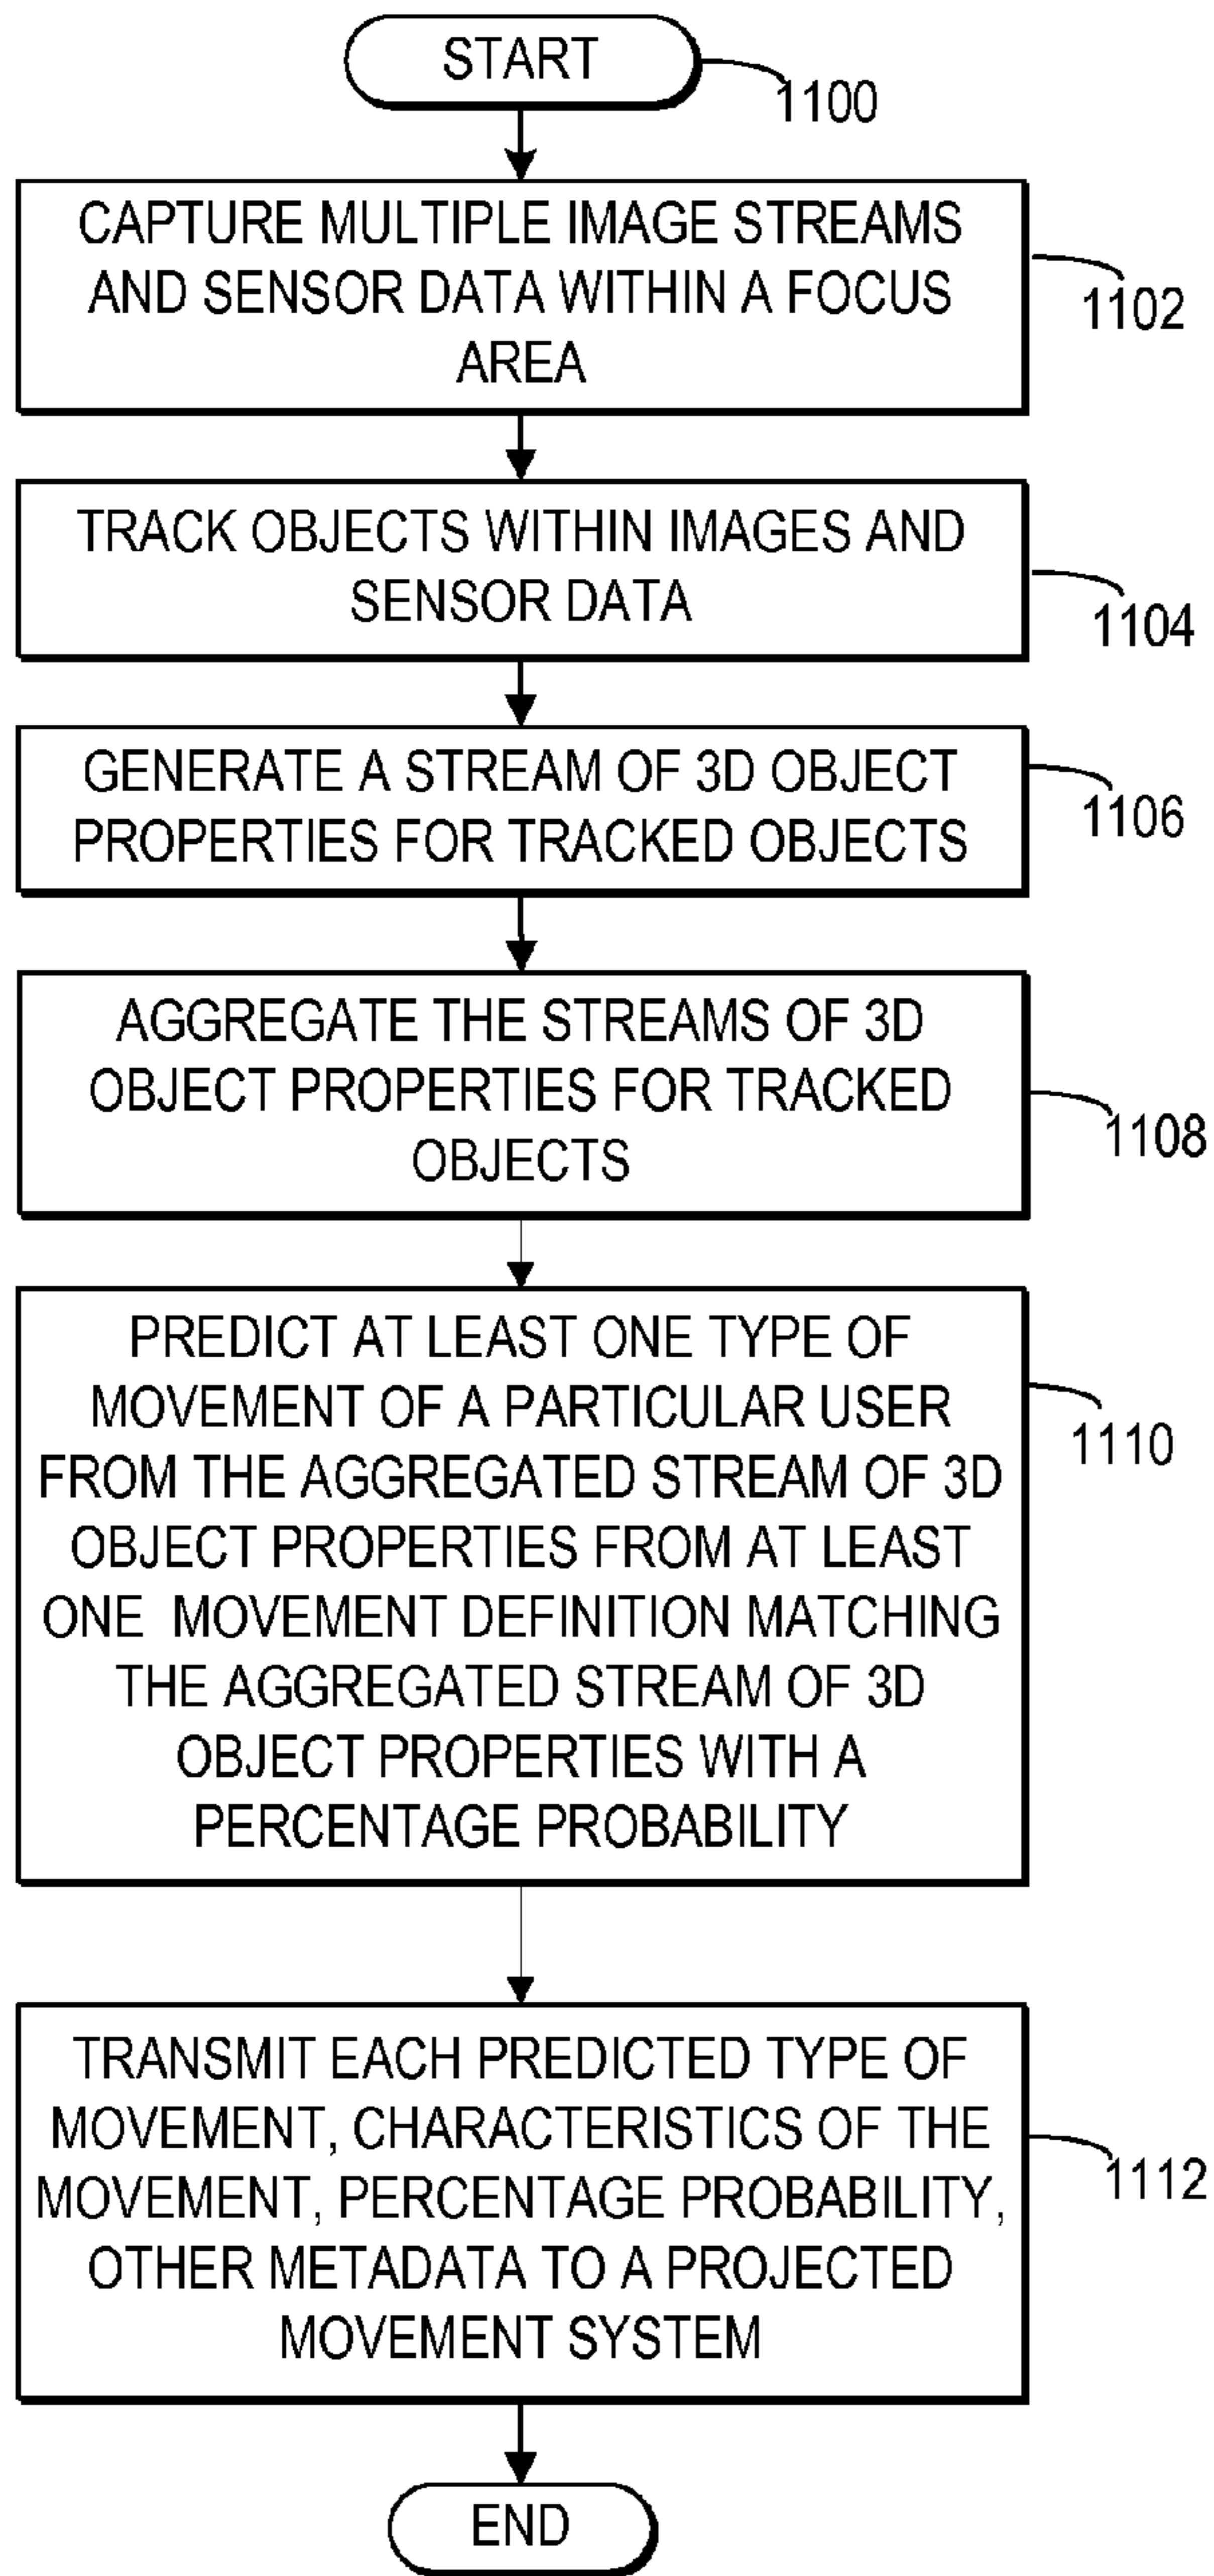 START
1100
CAPTURE MULTIPLE IMAGE STREAMS
AND SENSOR DATA WITHIN A FOCUS
AREA
1102
TRACK OBJECTS WITHIN IMAGES AND
SENSOR DATA
1104
GENERATE A STREAM OF 3D OBJECT
PROPERTIES FOR TRACKED OBJECTS
1106
AGGREGATE THE STREAMS OF 3D
OBJECT PROPERTIES FOR TRACKED
OBJECTS
1108
PREDICT AT LEAST ONE TYPE OF
MOVEMENT OF A PARTICULAR USER
FROM THE AGGREGATED STREAM OF 3D
OBJECT PROPERTIES FROM AT LEAST
ONE MOVEMENT DEFINITION MATCHING
THE AGGREGATED STREAM OF 3D
OBJECT PROPERTIES WITH A
PERCENTAGE PROBABILITY
1110
TRANSMIT EACH PREDICTED TYPE OF
MOVEMENT, CHARACTERISTICS OF THE
MOVEMENT, PERCENTAGE PROBABILITY,
OTHER METADATA TO A PROJECTED
MOVEMENT SYSTEM
1112
END